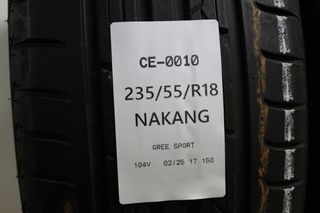 CE-0010
235/55/R18
NAKANG
GREE SPORT
104V 02/25 17 150